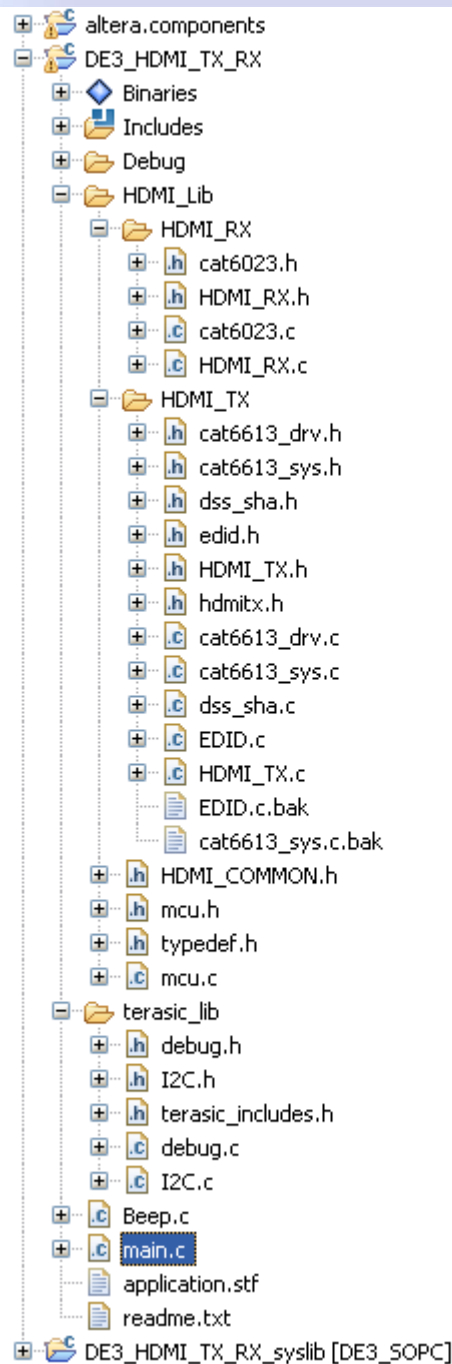 altera.components
DE3_HDMI_TX_RX
Binaries
Includes
Debug
HDMI_Lib
HDMI_RX
.h cat6023.h
.h HDMI_RX.h
.c cat6023.c
.c HDMI_RX.c
HDMI_TX
.h cat6613_drv.h
.h cat6613_sys.h
.h dss_sha.h
.h edid.h
.h HDMI_TX.h
.h hdmitx.h
.c cat6613_drv.c
.c cat6613_sys.c
.c dss_sha.c
.c EDID.c
.c HDMI_TX.c
EDID.c.bak
cat6613_sys.c.bak
.h HDMI_COMMON.h
.h mcu.h
.h typedef.h
.c mcu.c
terasic_lib
.h debug.h
.h I2C.h
.h terasic_includes.h
.c debug.c
.c I2C.c
.c Beep.c
.c main.c
application.stf
readme.txt
DE3_HDMI_TX_RX_syslib [DE3_SOPC]